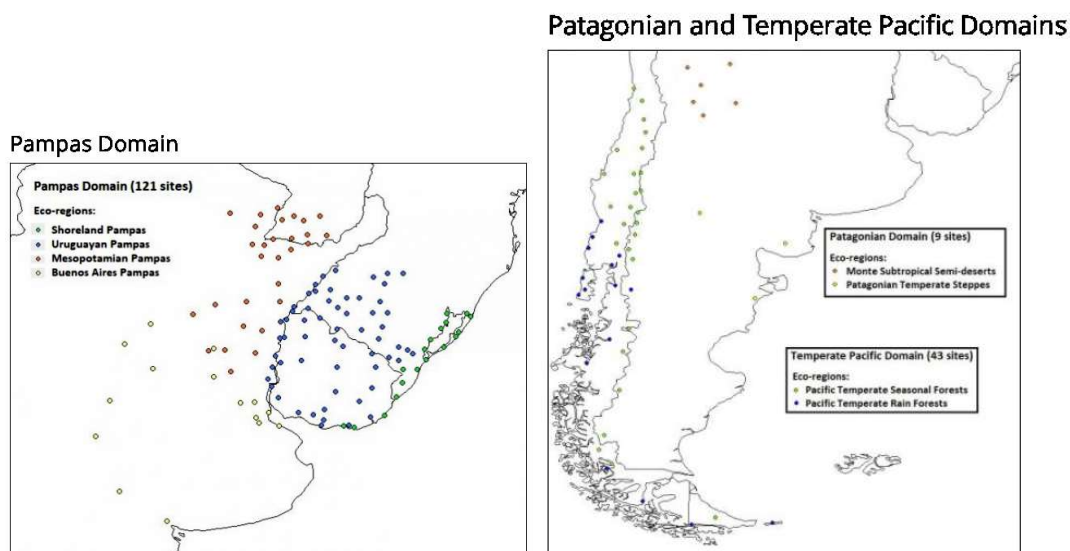 Patagonian and Temperate Pacific Domains
Pampas Domain
Pampas Domain (121 sites)
Eco-regions:
Shoreland Pampas
Uruguayan Pampas
Mesopotamian Pampas
Buenos Aires Pampas
Patagonian Domain (9 sites)
Eco-regions:
Monte Subtropical Semi-deserts
Patagonian Temperate Steppes
Temperate Pacific Domain (43 sites)
Eco-regions:
Pacific Temperate Seasonal Forests
Pacific Temperate Rain Forests